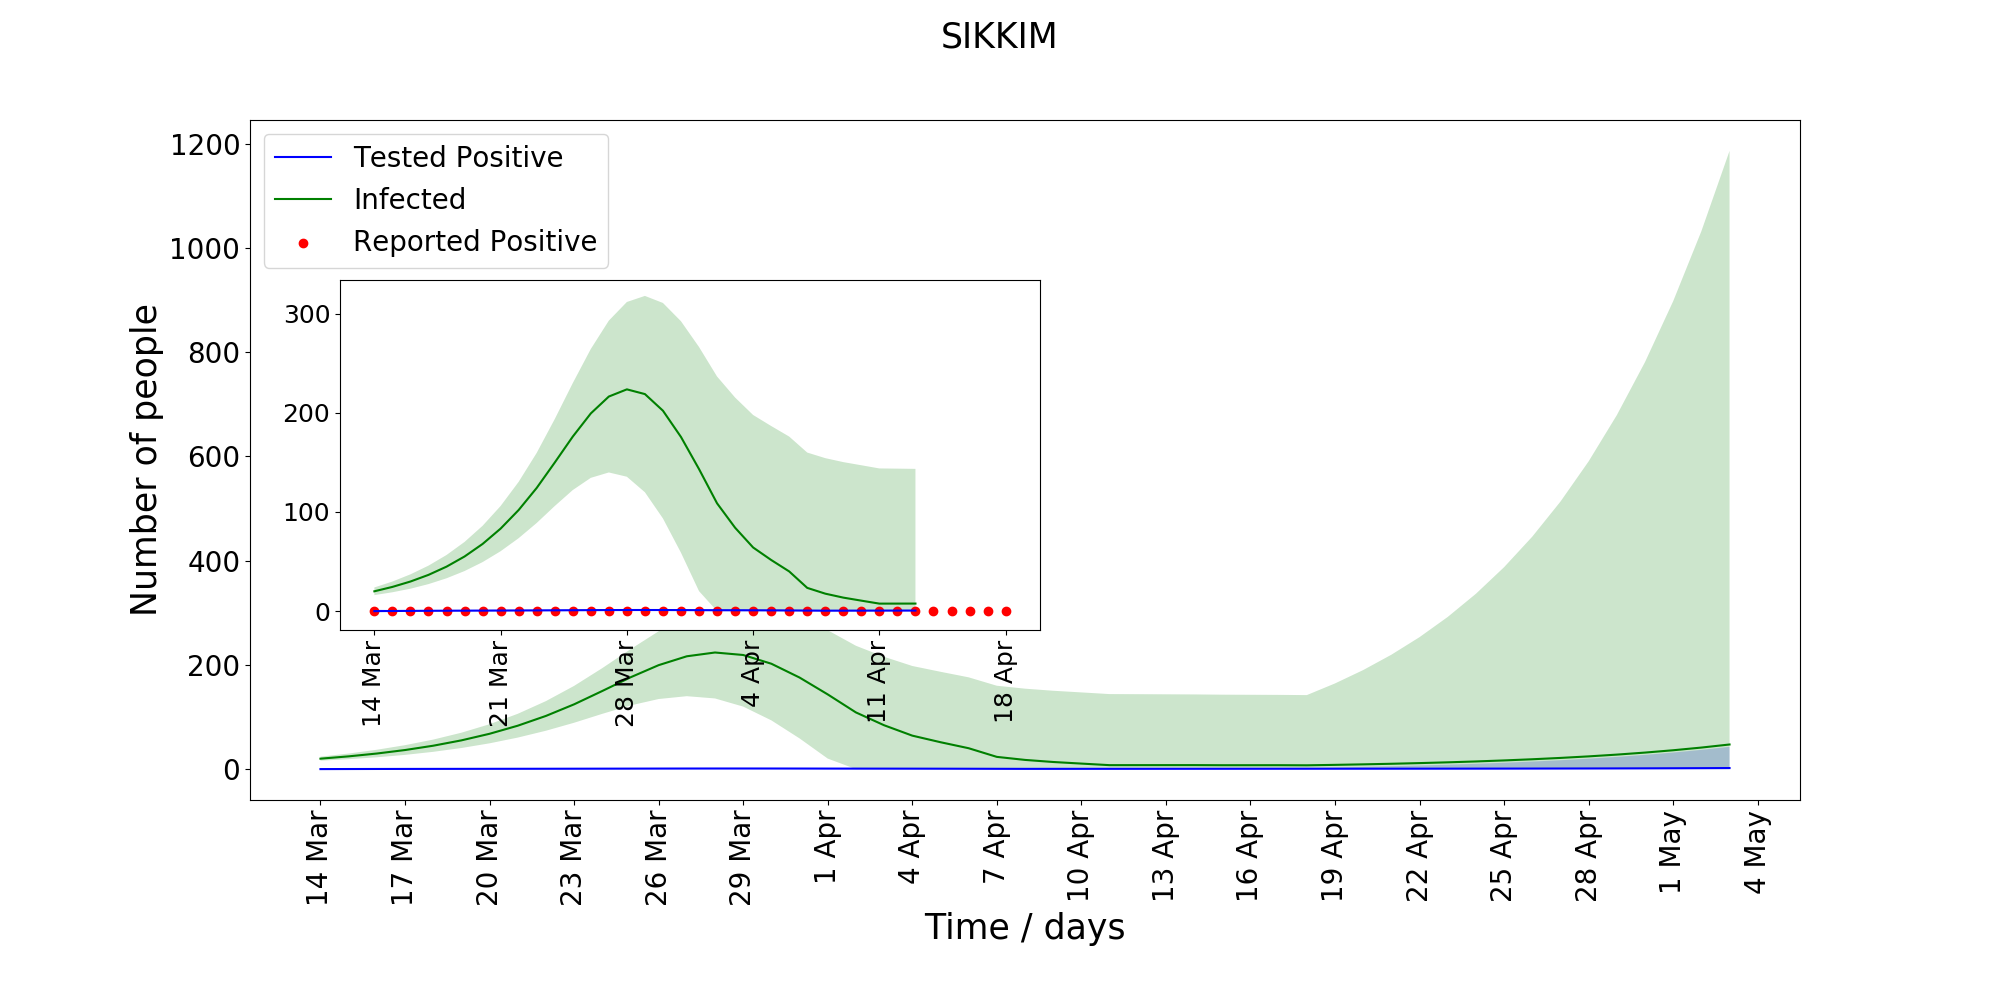 SIKKIM
Tested Positive
Infected
Reported Positive
1200
1000
800
600
400
200
0
Number of people
300
200
100
0
14 Mar
21 Mar
28 Mar
4 Apr
11 Apr
18 Apr
14 Mar
17 Mar
20 Mar
23 Mar
26 Mar
29 Mar
1 Apr
4 Apr
7 Apr
10 Apr
13 Apr
16 Apr
19 Apr
22 Apr
25 Apr
28 Apr
1 May
4 May
Time / days